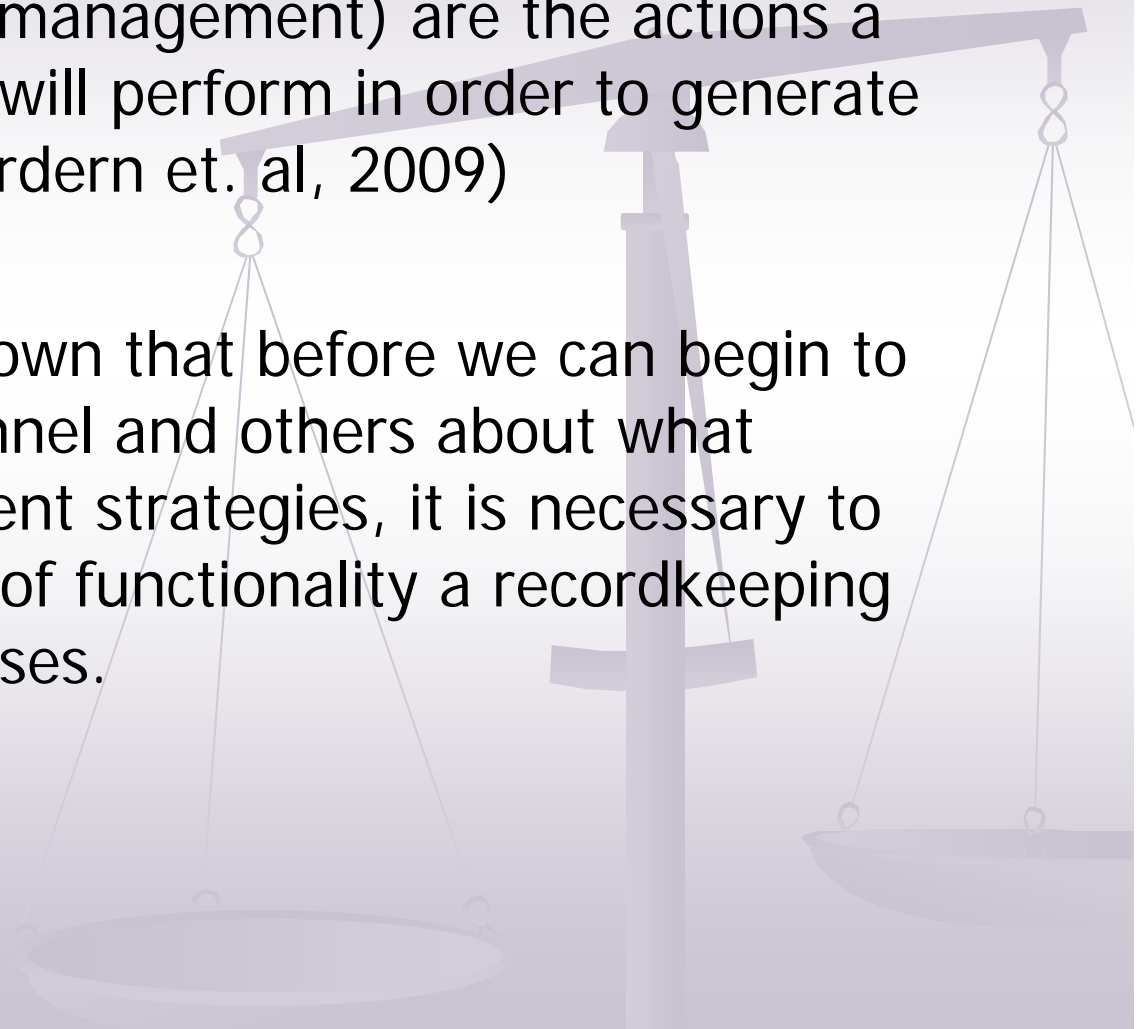 management) are the actions a
will perform in order to generate
rdern et. al, 2009)
own that before we can begin to
nnel and others about what
ent strategies, it is necessary to
of functionality a recordkeeping
ses.